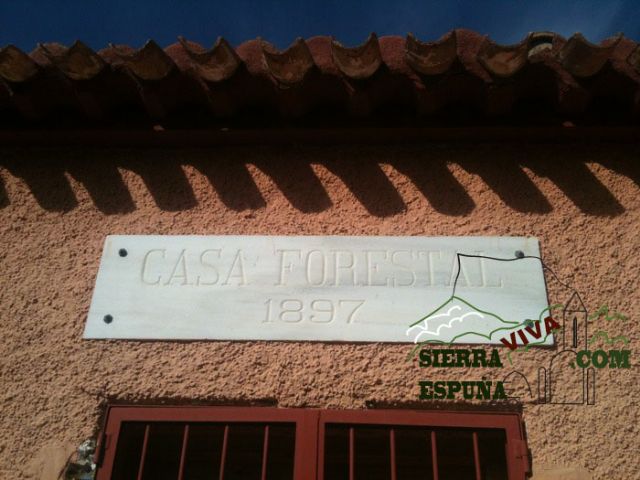 CASA FORESTAL
1897
SIERRA VIVA .COM
ESPUÑA